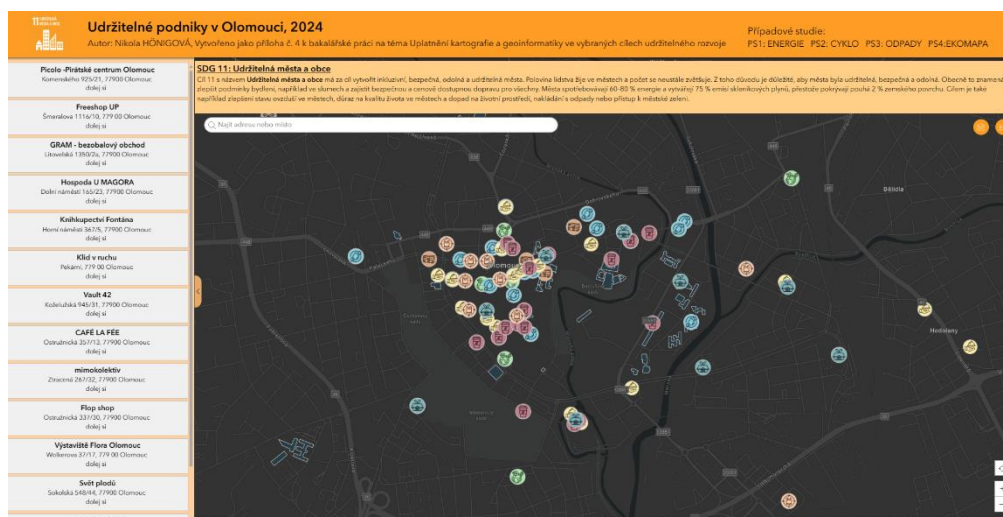 Udržitelné podniky v Olomouci, 2024
Autor: Nikola HÖNIGOVÁ, Vytvořeno jako příloha č. 4 k bakalářské práci na téma Uplatnění kartografie a geoinformatiky ve vybraných cílech udržitelného rozvoje
Případové studie:
PS1: ENERGIE PS2: CYKLO PS3: ODPADY PS4:EKOMAPA
Picolo -Pirátské centrum Olomouc
Komenského 925/21, 77900 Olomouc
dolej si
Freeshop UP
Šmeralova 1116/10, 779 00 Olomouc
dolej si
GRAM - bezobalový obchod
Litovelská 1350/2a, 77900 Olomouc
dolej si
Hospoda U MAGORA
Dolní náměstí 165/23, 77900 Olomouc
dolej si
Knihkupectví Fontána
Horní náměstí 367/5, 77900 Olomouc
dolej si
Klid v ruchu
Pekární, 779 00 Olomouc
dolej si
Vault 42
Koželužská 945/31, 77900 Olomouc
dolej si
CAFÉ LA FÉE
Ostružnická 357/13, 77900 Olomouc
dolej si
mimokolektiv
Ztracená 267/32, 77900 Olomouc
dolej si
Flop shop
Ostružnická 337/30, 77900 Olomouc
dolej si
Výstaviště Flora Olomouc
Wolkerova 37/17, 779 00 Olomouc
dolej si
Svět plodů
Sokolská 548/44, 77900 Olomouc
dolej si
SDG 11: Udržitelná města a obce
Cíl 11 s názvem Udržitelná města a obce má za cíl vytvořit inkluzivní, bezpečná, odolná a udržitelná města. Polovina lidstva žije ve městech a počet se neustále zvětšuje. Z toho důvodu je důležité, aby města byla udržitelná, bezpečná a odolná. Obecně to znamená
zlepšit podmínky bydlení, například ve slumech a zajistit bezpečnou a cenově dostupnou dopravu pro všechny. Města spotřebovávají 60-80 % energie a vytvářejí 75 % emisí skleníkových plynů, přestože pokrývají pouhá 2 % zemského povrchu. Cílem je také
například zlepšení stavu ovzduší ve městech, důraz na kvalitu života ve městech a dopad na životní prostředí, nakládání s odpady nebo přístup k městské zeleni.
Najít adresu nebo místo
Bělidla
Hodolany